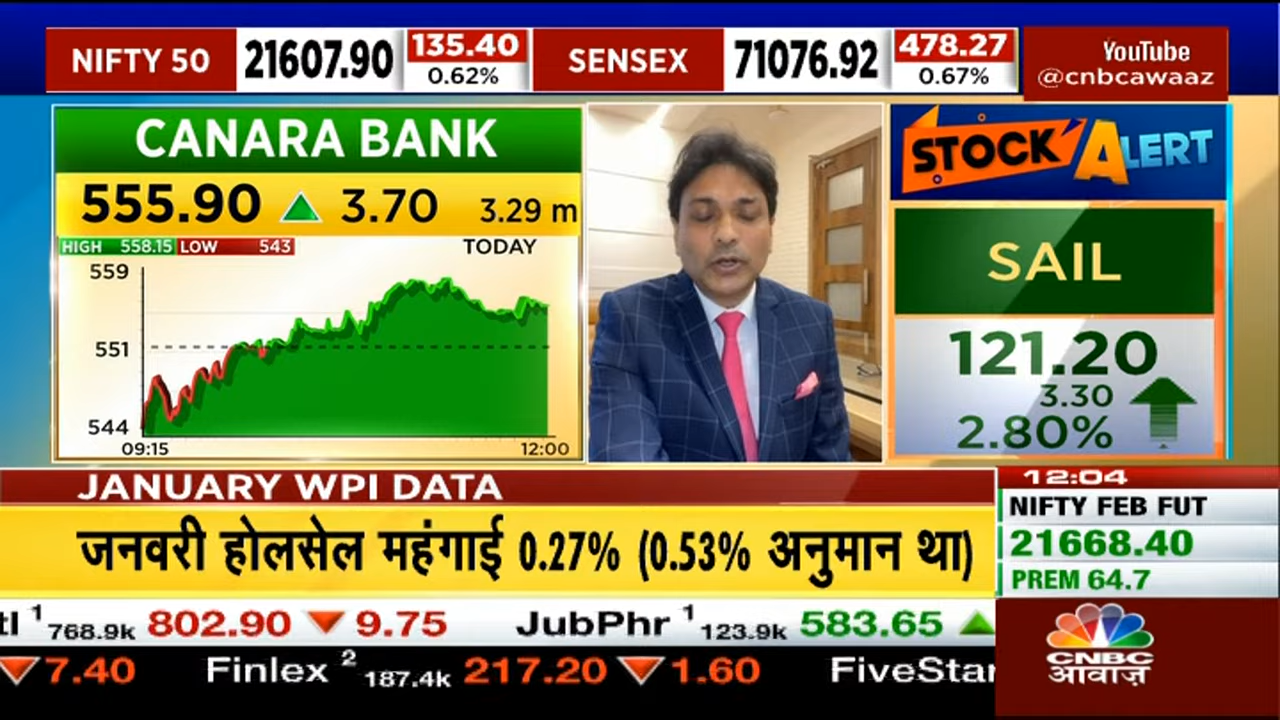 NIFTY 50 21607.90 135.40 0.62% SENSEX 71076.92 478.27 0.67%
YouTube
@cnbcawaaz
CANARA BANK
555.90 3.70 3.29 m
HIGH 558.15 LOW 543 TODAY
559
551
544
09:15 12:00
STOCK ALERT
SAIL
121.20
3.30
2.80%
JANUARY WPI DATA
जनवरी होलसेल महंगाई 0.27% (0.53% अनुमान था)
12:04
NIFTY FEB FUT
21668.40
PREM 64.7
1 768.9k 802.90 9.75 JubPhr 1 123.9k 583.65
7.40 Finlex 2 187.4k 217.20 1.60 FiveStar
CNBC
आवाज़